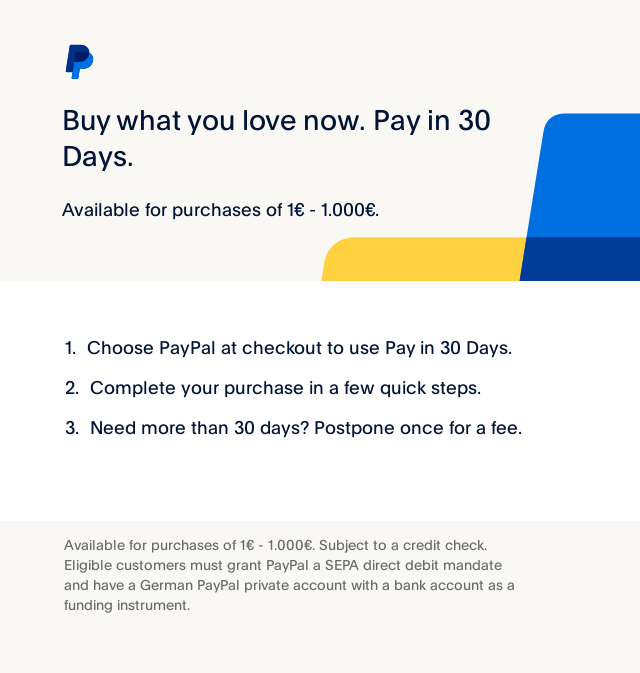 Buy what you love now. Pay in 30
Days.
Available for purchases of 1€ - 1.000€.
1. Choose PayPal at checkout to use Pay in 30 Days.
2. Complete your purchase in a few quick steps.
3. Need more than 30 days? Postpone once for a fee.
Available for purchases of 1€ - 1.000€. Subject to a credit check.
Eligible customers must grant PayPal a SEPA direct debit mandate
and have a German PayPal private account with a bank account as a
funding instrument.